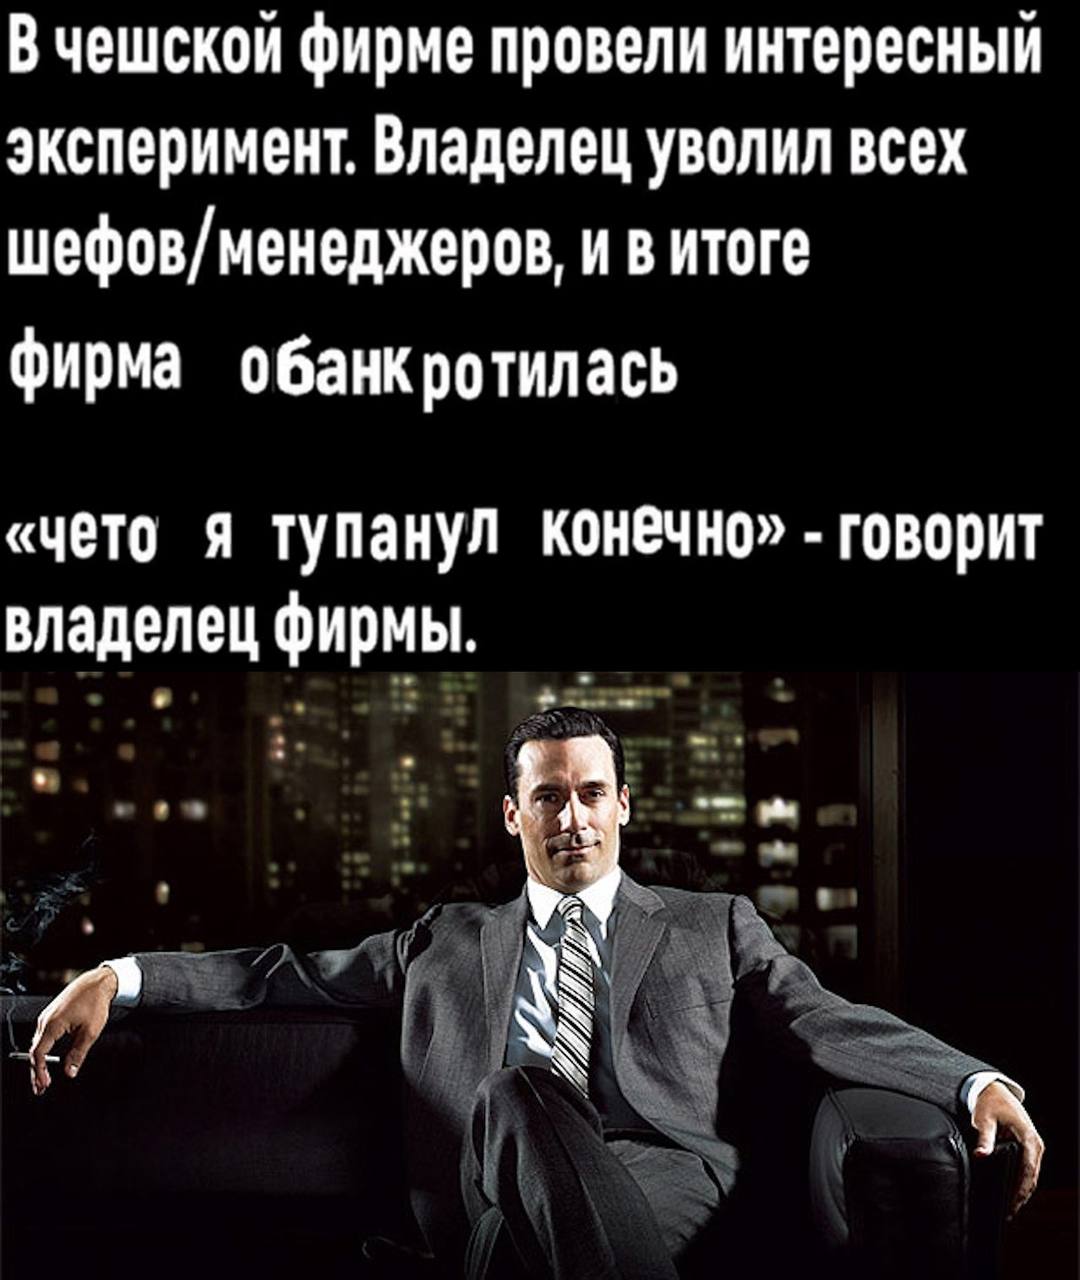 В чешской фирме провели интересный
эксперимент. Владелец уволил всех
шефов/менеджеров, и в итоге
фирма обанкротилась
«чето я тупанул конечно» - говорит
владелец фирмы.